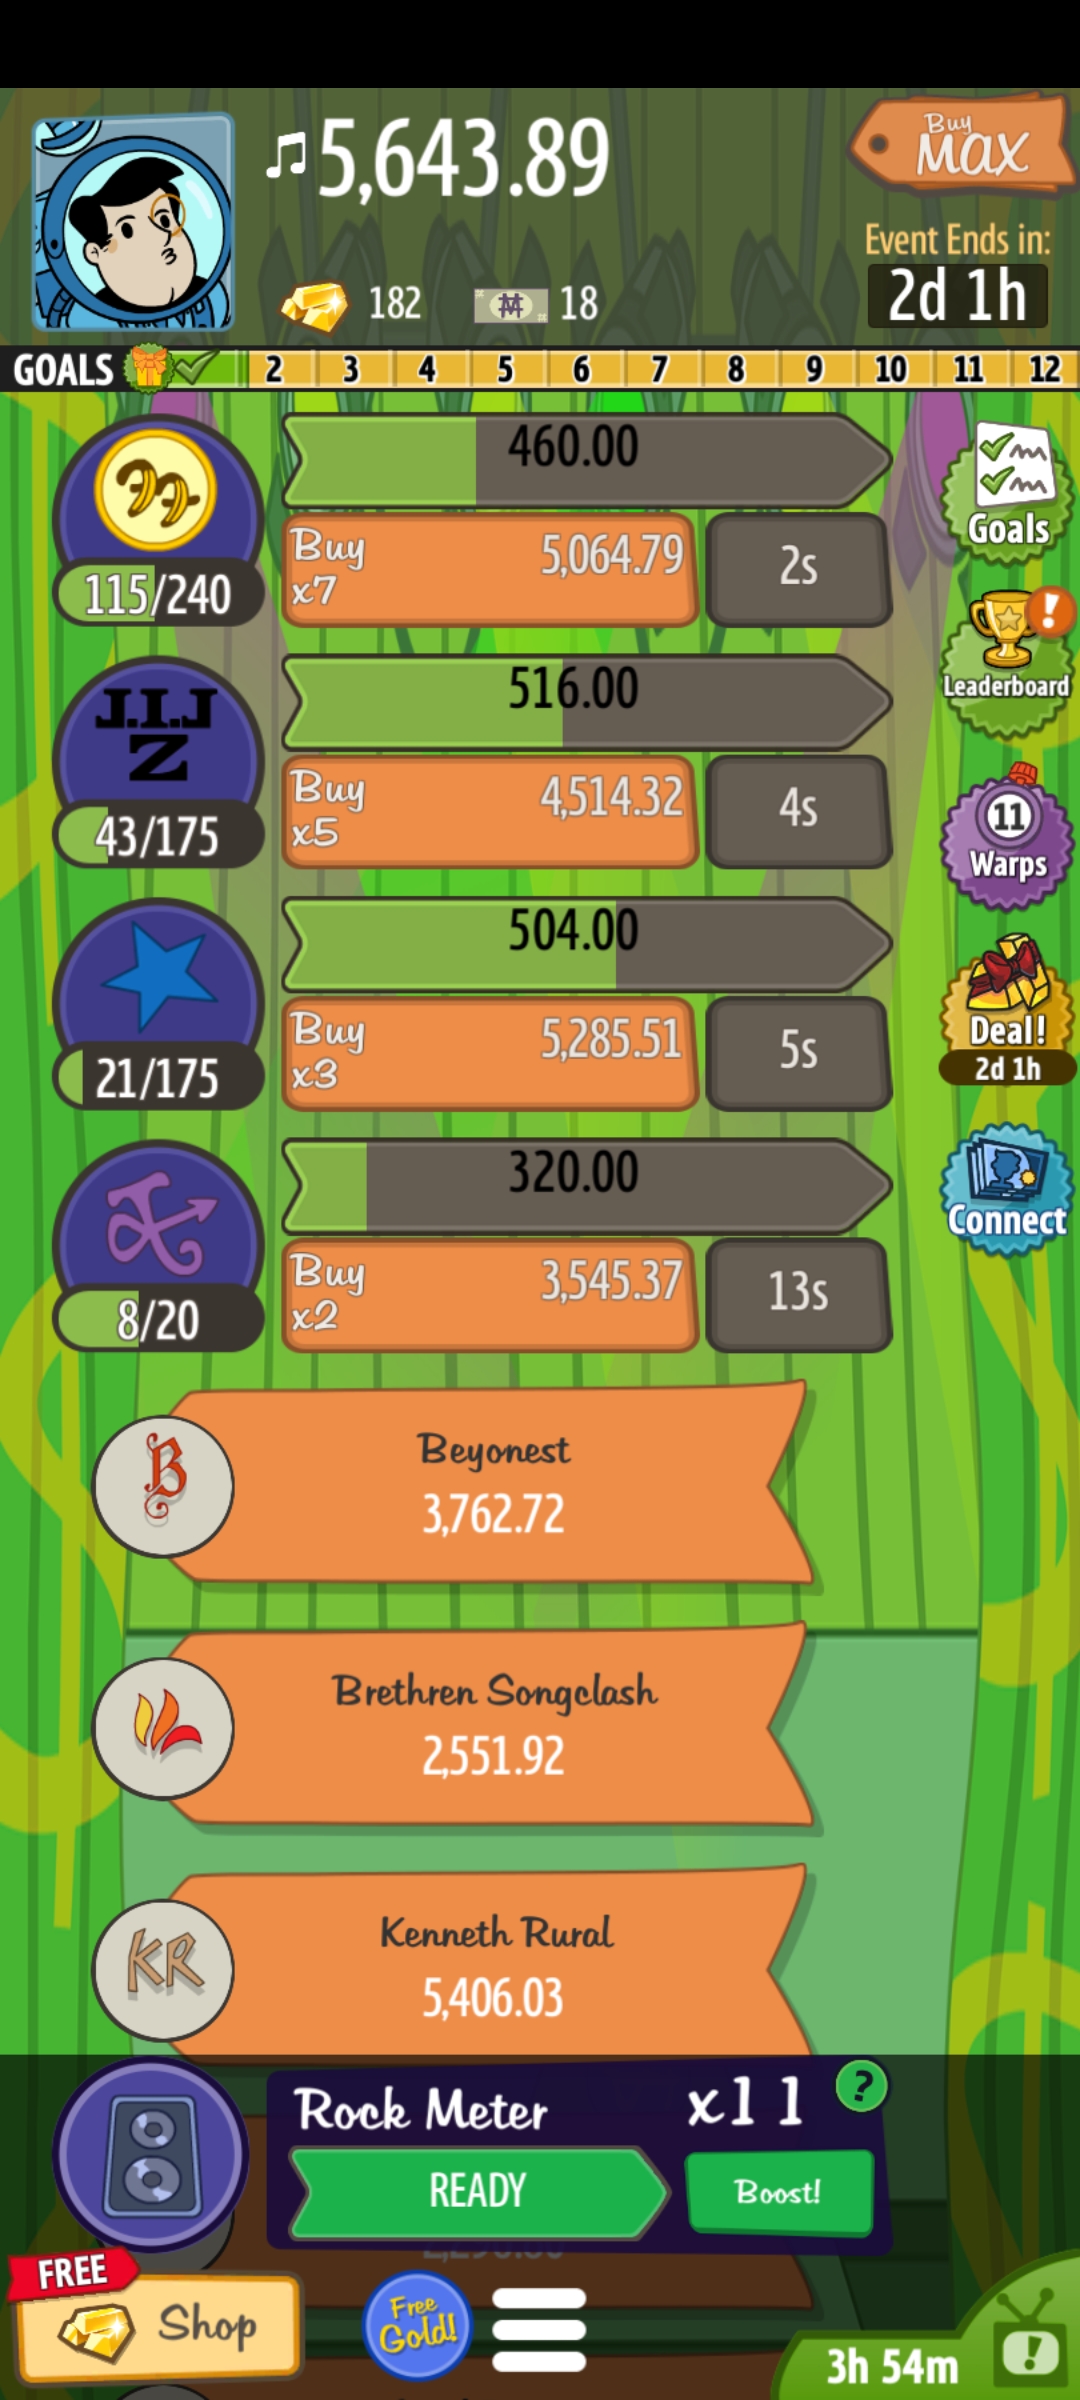 5,643.89
Buy
MAX
Event Ends in:
2d 1h
182
18
GOALS 2 3 4 5 6 7 8 9 10 11 12
460.00
Buy
x7
5,064.79
2s
115/240
Goals
J.I.J
Z
516.00
Buy
x5
4,514.32
4s
43/175
Leaderboard
11
Warps
504.00
Buy
x3
5,285.51
5s
21/175
Deal!
2d 1h
320.00
Buy
x2
3,545.37
13s
8/20
Connect
B
Beyonest
3,762.72
Brethren Songclash
2,551.92
KR
Kenneth Rural
5,406.03
Rock Meter
x11
?
READY
Boost!
FREE
Shop
Free
Gold!
3h 54m